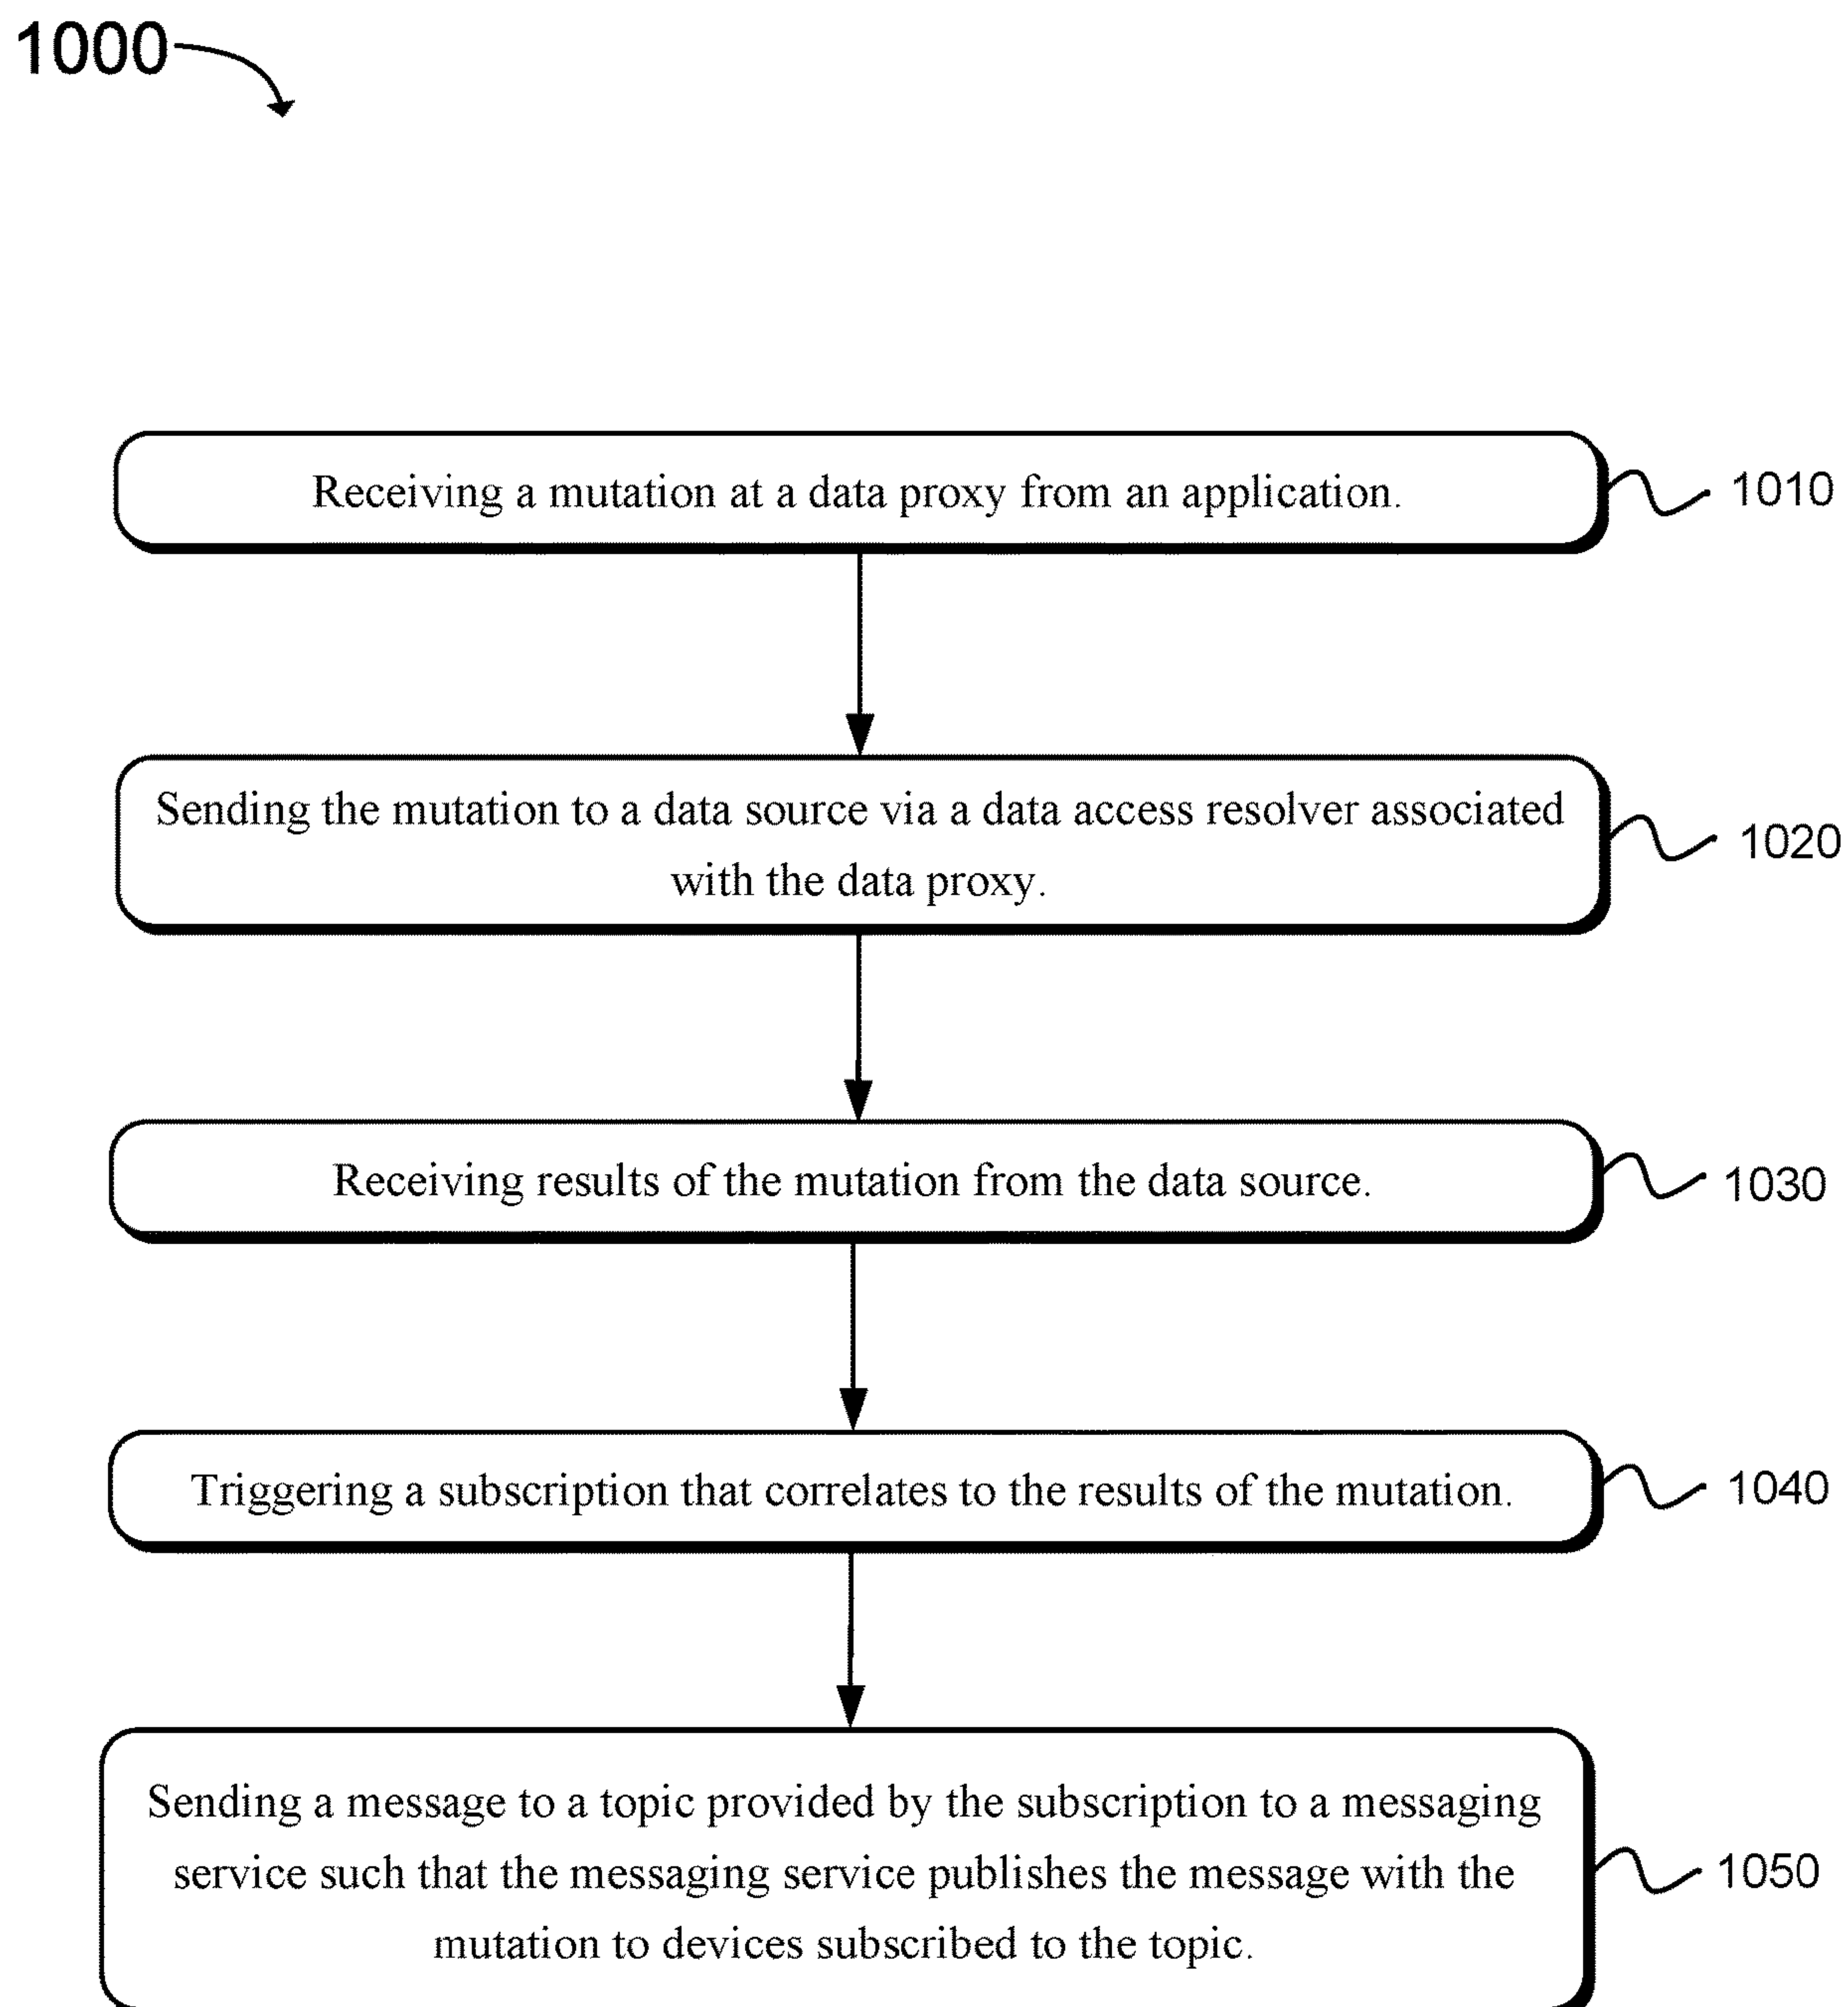 1000
Receiving a mutation at a data proxy from an application.
1010
Sending the mutation to a data source via a data access resolver associated
with the data proxy.
1020
Receiving results of the mutation from the data source.
1030
Triggering a subscription that correlates to the results of the mutation.
1040
Sending a message to a topic provided by the subscription to a messaging
service such that the messaging service publishes the message with the
mutation to devices subscribed to the topic.
1050